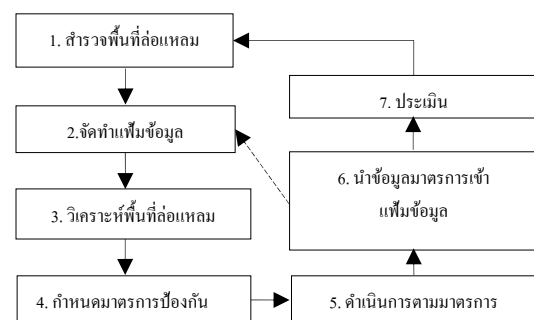 1. สำรวจพื้นที่ล่อแหลม
2.จัดทำแฟ้มข้อมูล
3. วิเคราะห์พื้นที่ล่อแหลม
4. กำหนดมาตรการป้องกัน
5. ดำเนินการตามมาตรการ
6. นำข้อมูลมาตรการเข้า
แฟ้มข้อมูล
7. ประเมิน